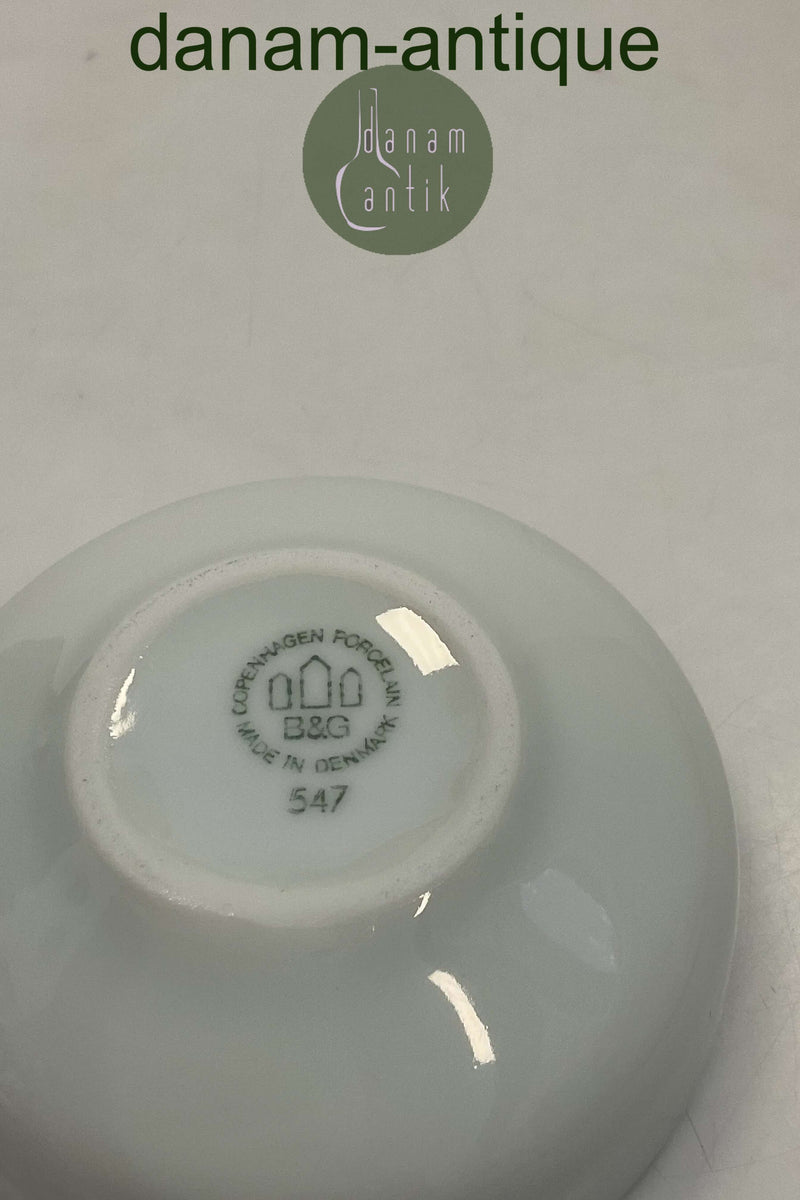 danam-antique
danam
antik
COPENHAGEN PORCELAIN
B&G
MADE IN DENMARK
547